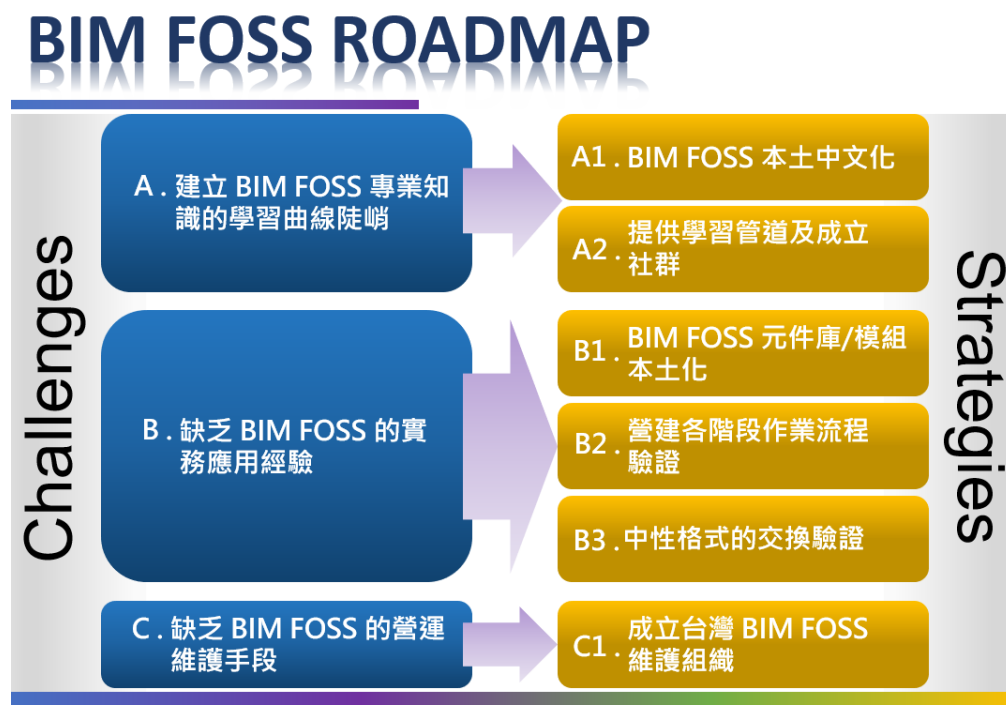 BIM FOSS ROADMAP
Challenges
A . 建立 BIM FOSS 專業知
識的學習曲線陡峭
A1 . BIM FOSS 本土中文化
A2 . 提供學習管道及成立
社群
B . 缺乏 BIM FOSS 的實
務應用經驗
B1 . BIM FOSS 元件庫/模組
本土化
B2 . 營建各階段作業流程
驗證
B3 . 中性格式的交換驗證
C . 缺乏 BIM FOSS 的營運
維護手段
C1 . 成立台灣 BIM FOSS
維護組織
Strategies